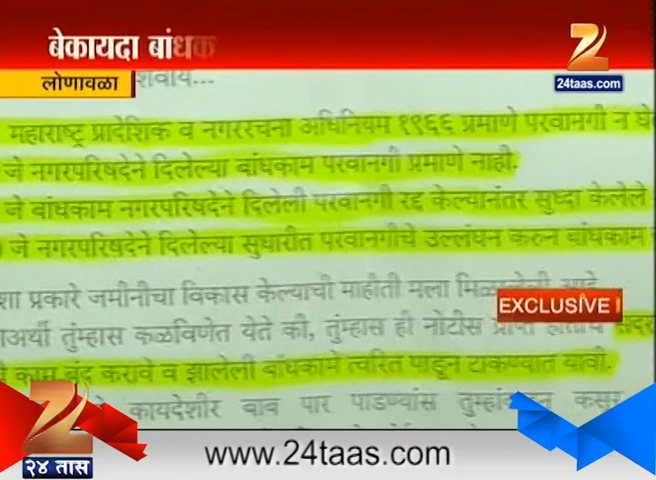 बेकायदा बांधक
24taas.com
लोणावळा
शिवाय...
महाराष्ट्र प्रादेशिक व नगररचना अधिनियम १९६६ प्रमाणे परवानगी न घे
जे नगरपरिषदेने दिलेल्या बांधकाम परवानगी प्रमाणे नाही.
जे बांधकाम नगरपरिषदेने दिलेली परवानगी रद्द केल्यानंतर सुध्दा केलेले
जे नगरपरिषदेने दिलेल्या सुधारीत परवानगीचे उल्लंघन करुन बांधकाम
शा प्रकारे जमीनीचा विकास केल्याची माहीती मला
EXCLUSIVE
अर्थी तुंम्हास कळविणेत येते की, तुंम्हास ही नोटीस प्राप्त होताच सदर
काम बंद करावे व झालेली बांधकामे त्वरित पाडून टाकण्यात यावी.
कायदेशीर बाब पार पाडण्यांस कसूर
२४ तास
www.24taas.com